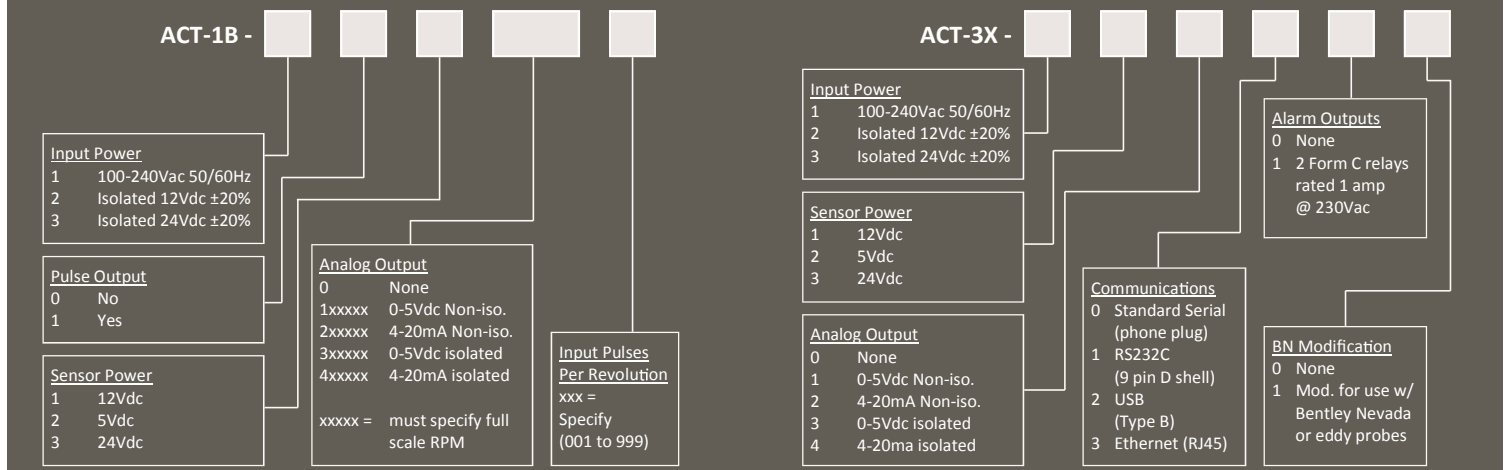 ACT-1B -
Input Power
1 100-240Vac 50/60Hz
2 Isolated 12Vdc ±20%
3 Isolated 24Vdc ±20%
Pulse Output
0 No
1 Yes
Sensor Power
1 12Vdc
2 5Vdc
3 24Vdc
Analog Output
0 None
1xxxxx 0-5Vdc Non-iso.
2xxxxx 4-20mA Non-iso.
3xxxxx 0-5Vdc isolated
4xxxxx 4-20mA isolated
xxxxx = must specify full
scale RPM
Input Pulses
Per Revolution
xxx =
Specify
(001 to 999)
ACT-3X -
Input Power
1 100-240Vac 50/60Hz
2 Isolated 12Vdc ±20%
3 Isolated 24Vdc ±20%
Sensor Power
1 12Vdc
2 5Vdc
3 24Vdc
Analog Output
0 None
1 0-5Vdc Non-iso.
2 4-20mA Non-iso.
3 0-5Vdc isolated
4 4-20ma isolated
Communications
0 Standard Serial
(phone plug)
1 RS232C
(9 pin D shell)
2 USB
(Type B)
3 Ethernet (RJ45)
Alarm Outputs
0 None
1 2 Form C relays
rated 1 amp
@ 230Vac
BN Modification
0 None
1 Mod. for use w/
Bentley Nevada
or eddy probes